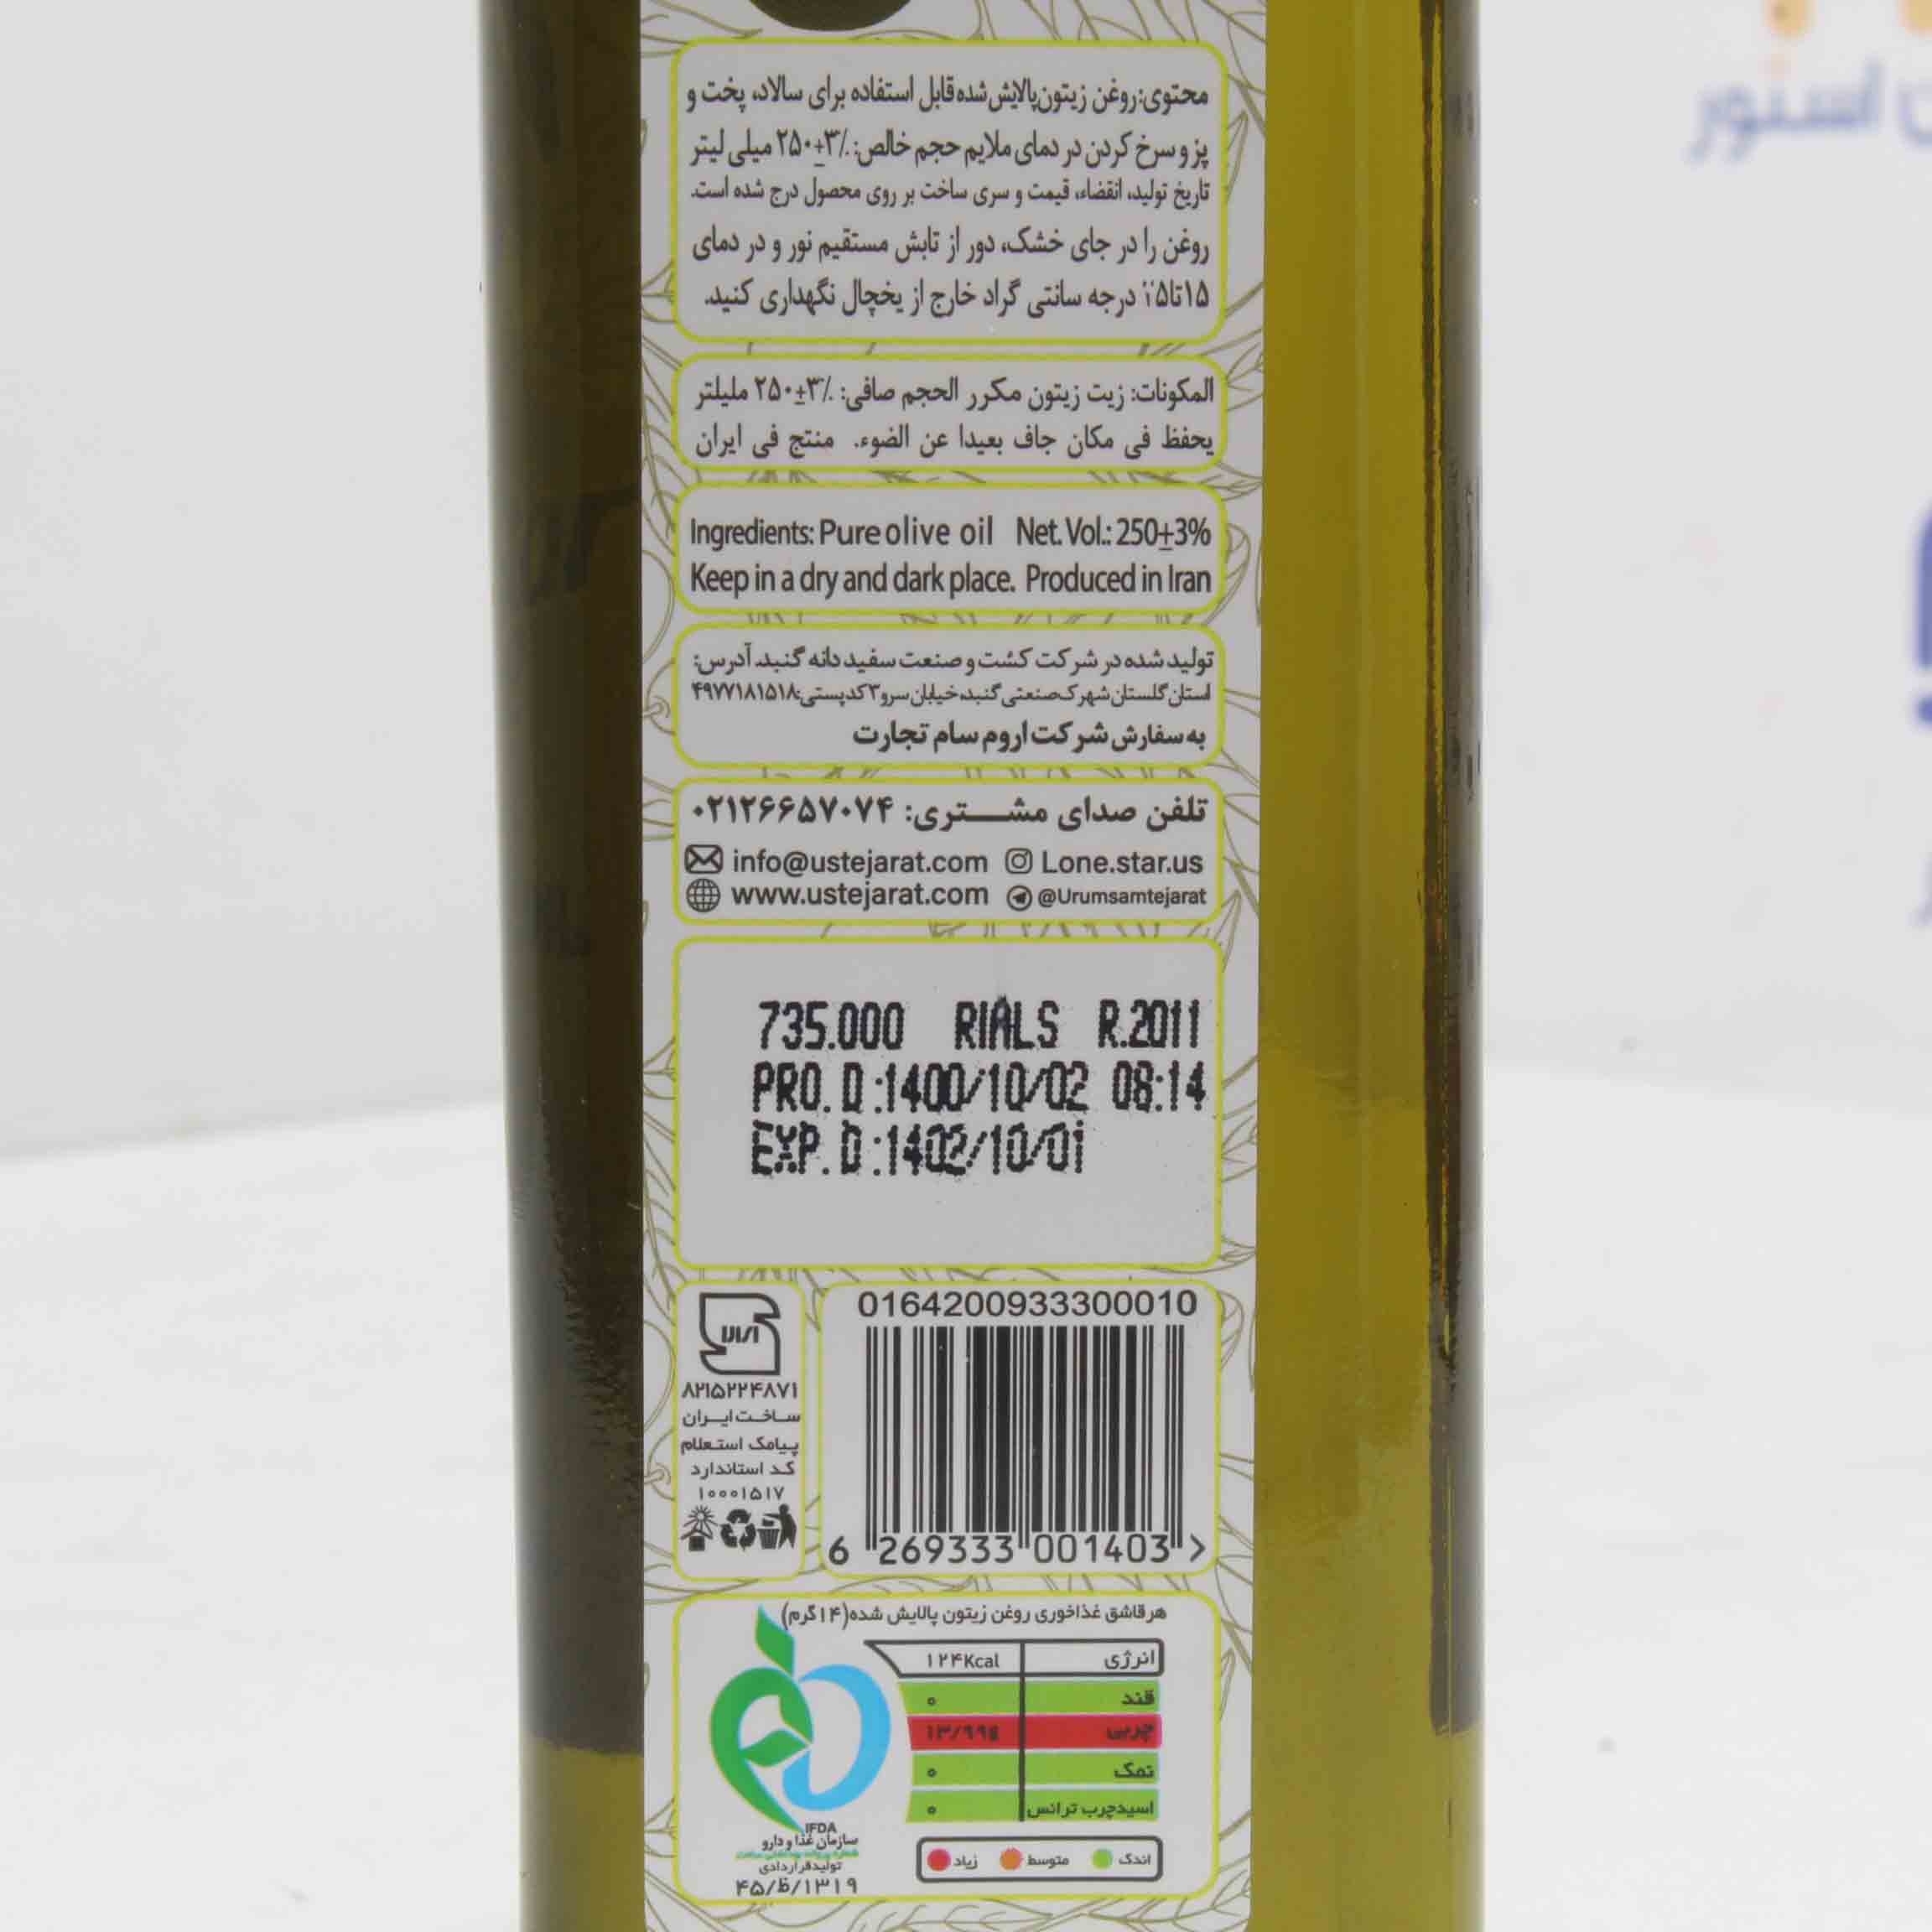 محتوی:روغن زیتون پالایش شده قابل استفاده برای سالاد، پخت و
پز و سرخ کردن در دمای ملایم حجم خالص: ۲۵۰±۳٪ میلی لیتر
تاریخ تولید، انقضاء، قیمت و سری ساخت بر روی محصول درج شده است.
روغن را در جای خشک، دور از تابش مستقیم نور و در دمای
۱۵تا۲۵ درجه سانتی گراد خارج از یخچال نگهداری کنید.
المکونات: زیت زیتون مکرر الحجم صافی: ۲۵۰±۳٪ ملیلتر
یحفظ فی مکان جاف بعیدا عن الضوء. منتج فی ایران
Ingredients: Pure olive oil Net. Vol.: 250±3%
Keep in a dry and dark place. Produced in Iran
تولید شده در شرکت کشت و صنعت سفید دانه گنبد. آدرس:
استان گلستان شهرک صنعتی گنبد، خیابان سرو۳ کدپستی:۴۹۷۷۱۸۱۵۱۸
به سفارش شرکت اروم سام تجارت
تلفن صدای مشتری: ۰۲۱۲۶۶۵۷۰۷۴
info@ustejarat.com Lone.star.us
www.ustejarat.com @Urumsamtejarat
735.000 RIALS R.2011
PRO. D :1400/10/02 08:14
EXP. D :1402/10/01
0164200933300010
۸۲۱۵۲۲۴۸۷۱
ساخت ایران
پیامک استعلام
کد استاندارد
۱۰۰۰۱۵۱۷
6 269333 001403 >
هر قاشق غذاخوری روغن زیتون پالایش شده(۱۴گرم)
انرژی ۱۲۴Kcal
قند ۰
چربی ۱۳/۹۹g
نمک ۰
اسیدچرب ترانس ۰
اندک متوسط زیاد
IFDA
سازمان غذا و دارو
تولیدقراردادی
۴۵/ظ/۱۳۱۹
استور